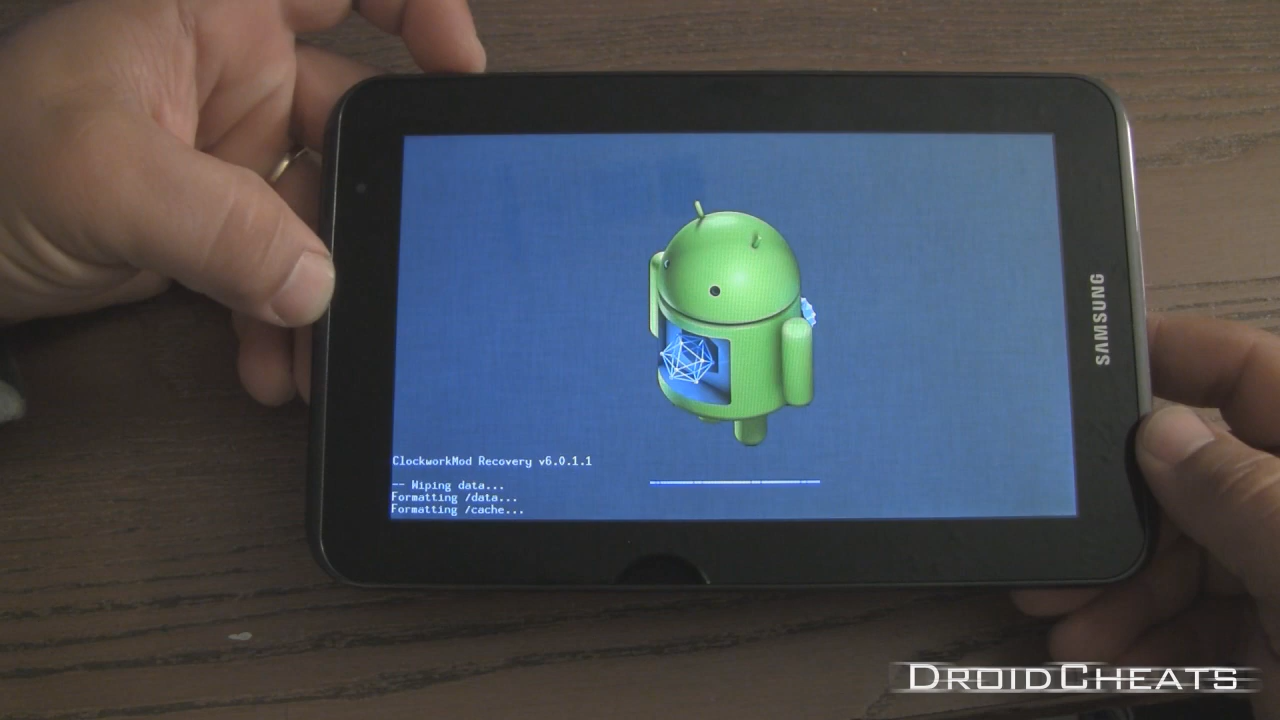 SAMSUNG
ClockworkMod Recovery v6.0.1.1
-- Wiping data...
Formatting /data...
Formatting /cache...
DROIDCHEATS